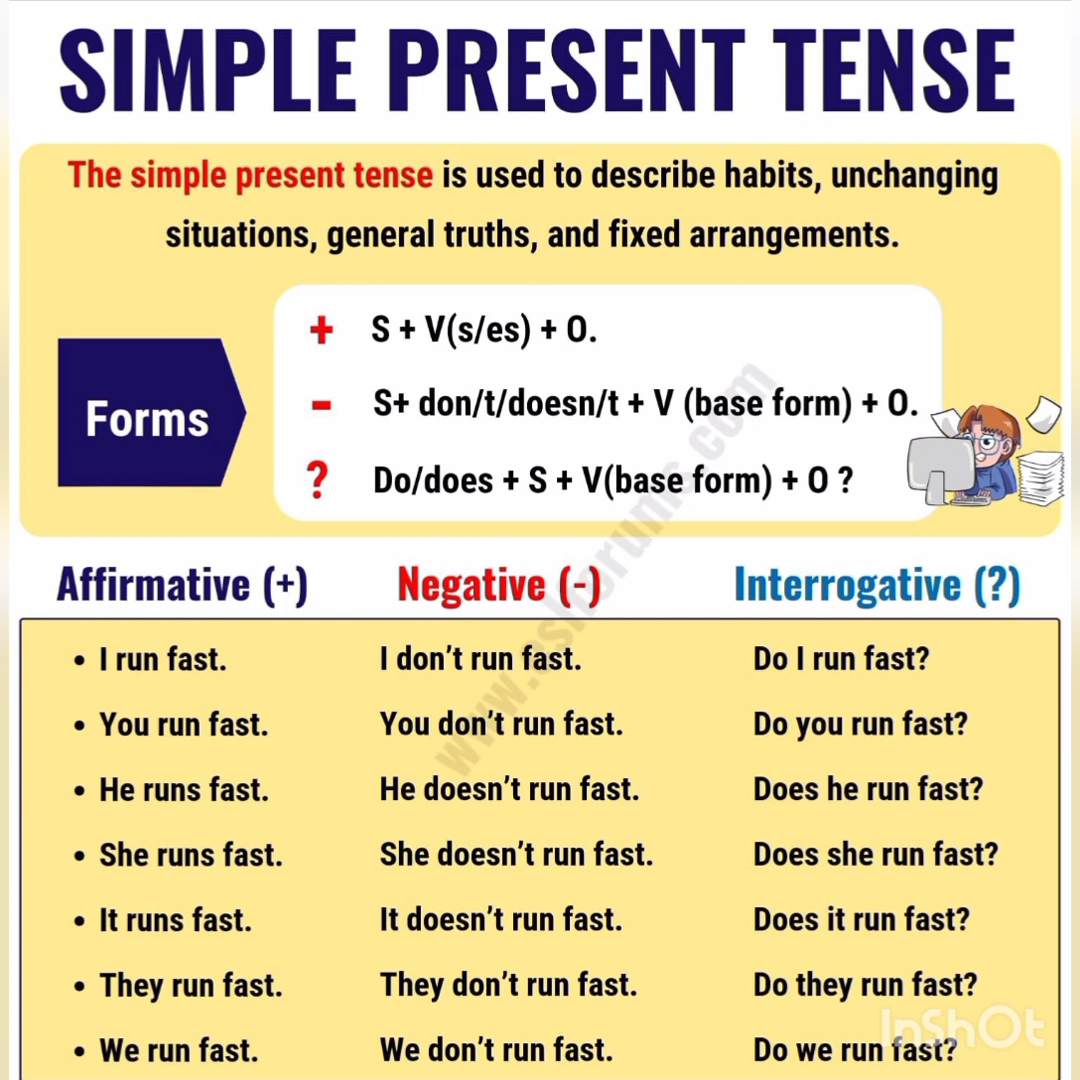 SIMPLE PRESENT TENSE
The simple present tense is used to describe habits, unchanging
situations, general truths, and fixed arrangements.
Forms
+ S + V(s/es) + O.
- S+ don/t/doesn/t + V (base form) + O.
? Do/does + S + V(base form) + O ?
Affirmative (+) Negative (-) Interrogative (?)
• I run fast. I don't run fast. Do I run fast?
• You run fast. You don't run fast. Do you run fast?
• He runs fast. He doesn't run fast. Does he run fast?
• She runs fast. She doesn't run fast. Does she run fast?
• It runs fast. It doesn't run fast. Does it run fast?
• They run fast. They don't run fast. Do they run fast?
• We run fast. We don't run fast. Do we run fast?
www.eslforums.com
InShOt